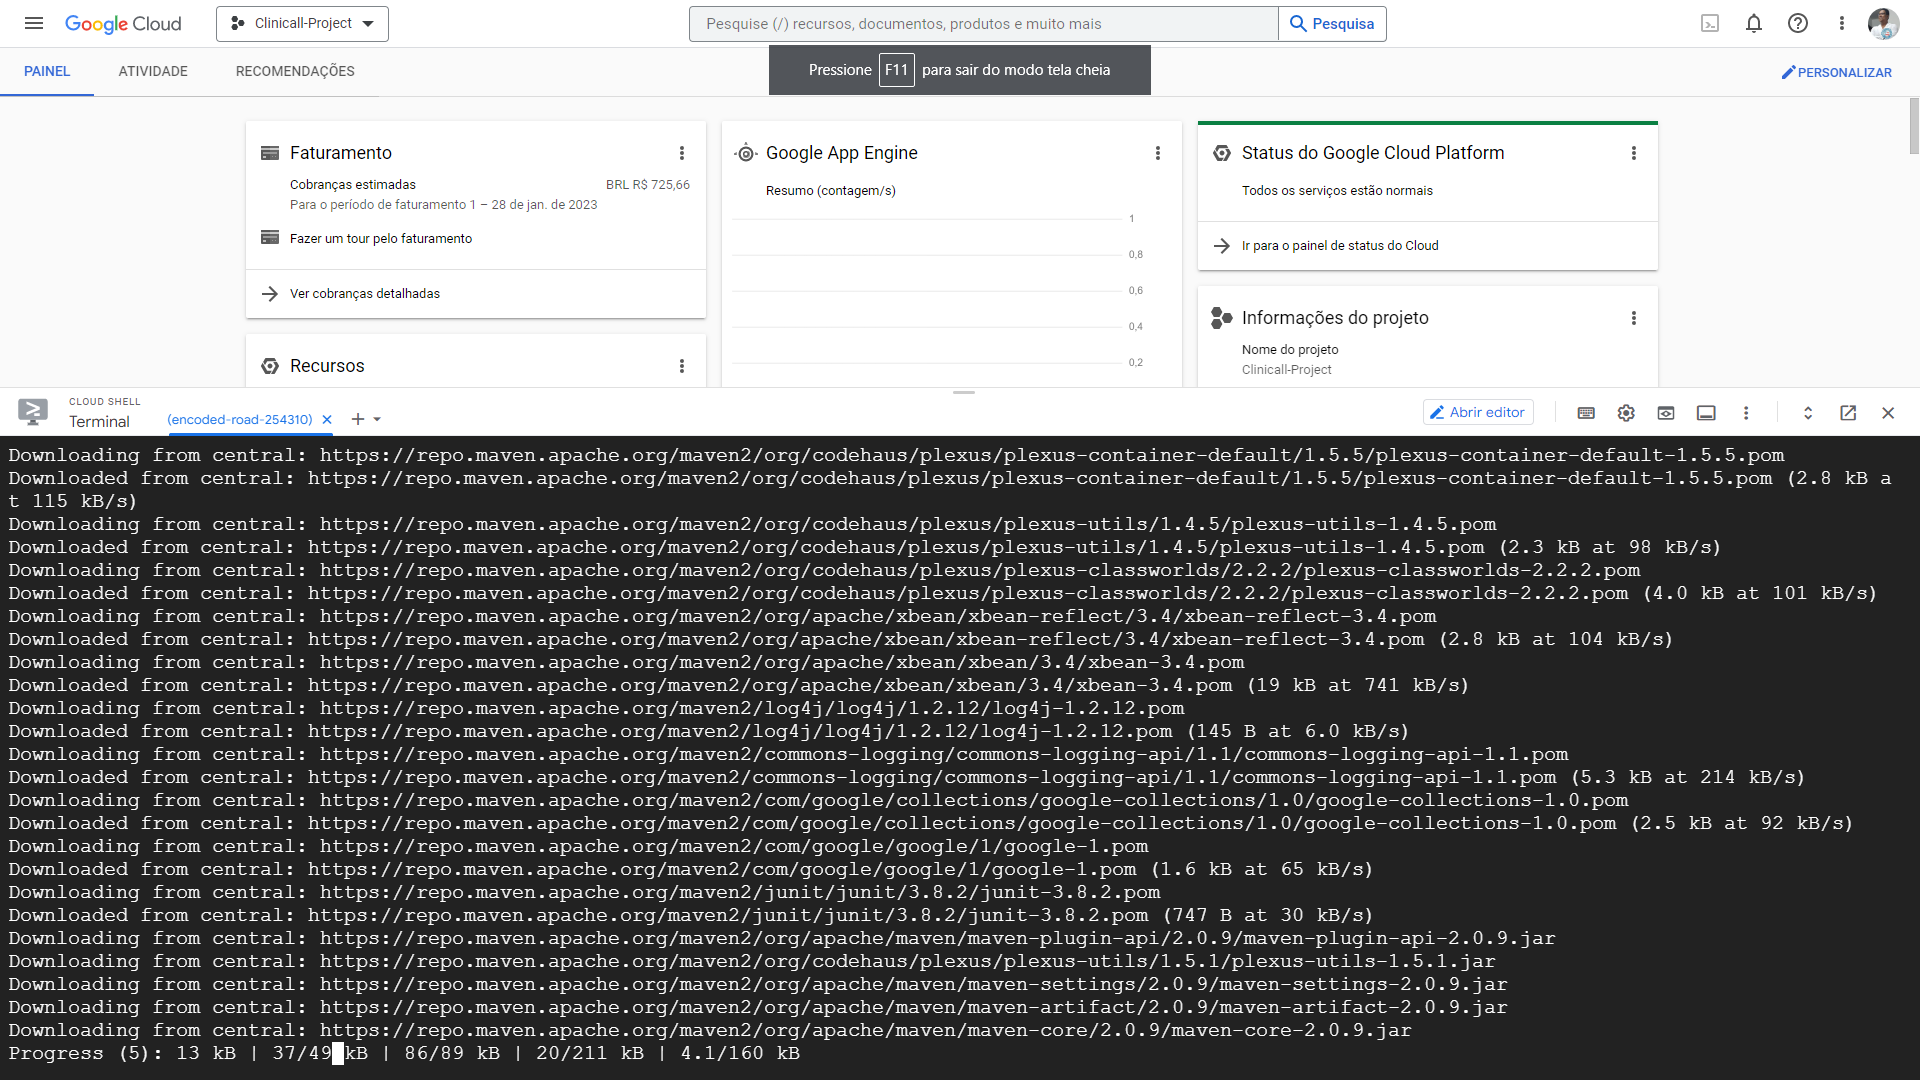 Google Cloud
Clinicall-Project
Pesquise (/) recursos, documentos, produtos e muito mais
Pesquisa
PAINEL
ATIVIDADE
RECOMENDAÇÕES
Pressione F11 para sair do modo tela cheia
PERSONALIZAR
Faturamento
Cobranças estimadas
BRL R$ 725,66
Para o período de faturamento 1 – 28 de jan. de 2023
Fazer um tour pelo faturamento
Ver cobranças detalhadas
Recursos
Google App Engine
Resumo (contagem/s)
1
0,8
0,6
0,4
0,2
Status do Google Cloud Platform
Todos os serviços estão normais
Ir para o painel de status do Cloud
Informações do projeto
Nome do projeto
Clinicall-Project
CLOUD SHELL
Terminal
(encoded-road-254310)
Abrir editor
Downloading from central: https://repo.maven.apache.org/maven2/org/codehaus/plexus/plexus-container-default/1.5.5/plexus-container-default-1.5.5.pom
Downloaded from central: https://repo.maven.apache.org/maven2/org/codehaus/plexus/plexus-container-default/1.5.5/plexus-container-default-1.5.5.pom (2.8 kB a
t 115 kB/s)
Downloading from central: https://repo.maven.apache.org/maven2/org/codehaus/plexus/plexus-utils/1.4.5/plexus-utils-1.4.5.pom
Downloaded from central: https://repo.maven.apache.org/maven2/org/codehaus/plexus/plexus-utils/1.4.5/plexus-utils-1.4.5.pom (2.3 kB at 98 kB/s)
Downloading from central: https://repo.maven.apache.org/maven2/org/codehaus/plexus/plexus-classworlds/2.2.2/plexus-classworlds-2.2.2.pom
Downloaded from central: https://repo.maven.apache.org/maven2/org/codehaus/plexus/plexus-classworlds/2.2.2/plexus-classworlds-2.2.2.pom (4.0 kB at 101 kB/s)
Downloading from central: https://repo.maven.apache.org/maven2/org/apache/xbean/xbean-reflect/3.4/xbean-reflect-3.4.pom
Downloaded from central: https://repo.maven.apache.org/maven2/org/apache/xbean/xbean-reflect/3.4/xbean-reflect-3.4.pom (2.8 kB at 104 kB/s)
Downloading from central: https://repo.maven.apache.org/maven2/org/apache/xbean/xbean/3.4/xbean-3.4.pom
Downloaded from central: https://repo.maven.apache.org/maven2/org/apache/xbean/xbean/3.4/xbean-3.4.pom (19 kB at 741 kB/s)
Downloading from central: https://repo.maven.apache.org/maven2/log4j/log4j/1.2.12/log4j-1.2.12.pom
Downloaded from central: https://repo.maven.apache.org/maven2/log4j/log4j/1.2.12/log4j-1.2.12.pom (145 B at 6.0 kB/s)
Downloading from central: https://repo.maven.apache.org/maven2/commons-logging/commons-logging-api/1.1/commons-logging-api-1.1.pom
Downloaded from central: https://repo.maven.apache.org/maven2/commons-logging/commons-logging-api/1.1/commons-logging-api-1.1.pom (5.3 kB at 214 kB/s)
Downloading from central: https://repo.maven.apache.org/maven2/com/google/collections/google-collections/1.0/google-collections-1.0.pom
Downloaded from central: https://repo.maven.apache.org/maven2/com/google/collections/google-collections/1.0/google-collections-1.0.pom (2.5 kB at 92 kB/s)
Downloading from central: https://repo.maven.apache.org/maven2/com/google/google/1/google-1.pom
Downloaded from central: https://repo.maven.apache.org/maven2/com/google/google/1/google-1.pom (1.6 kB at 65 kB/s)
Downloading from central: https://repo.maven.apache.org/maven2/junit/junit/3.8.2/junit-3.8.2.pom
Downloaded from central: https://repo.maven.apache.org/maven2/junit/junit/3.8.2/junit-3.8.2.pom (747 B at 30 kB/s)
Downloading from central: https://repo.maven.apache.org/maven2/org/apache/maven/maven-plugin-api/2.0.9/maven-plugin-api-2.0.9.jar
Downloading from central: https://repo.maven.apache.org/maven2/org/codehaus/plexus/plexus-utils/1.5.1/plexus-utils-1.5.1.jar
Downloading from central: https://repo.maven.apache.org/maven2/org/apache/maven/maven-settings/2.0.9/maven-settings-2.0.9.jar
Downloading from central: https://repo.maven.apache.org/maven2/org/apache/maven/maven-artifact/2.0.9/maven-artifact-2.0.9.jar
Downloading from central: https://repo.maven.apache.org/maven2/org/apache/maven/maven-core/2.0.9/maven-core-2.0.9.jar
Progress (5): 13 kB | 37/49 kB | 86/89 kB | 20/211 kB | 4.1/160 kB